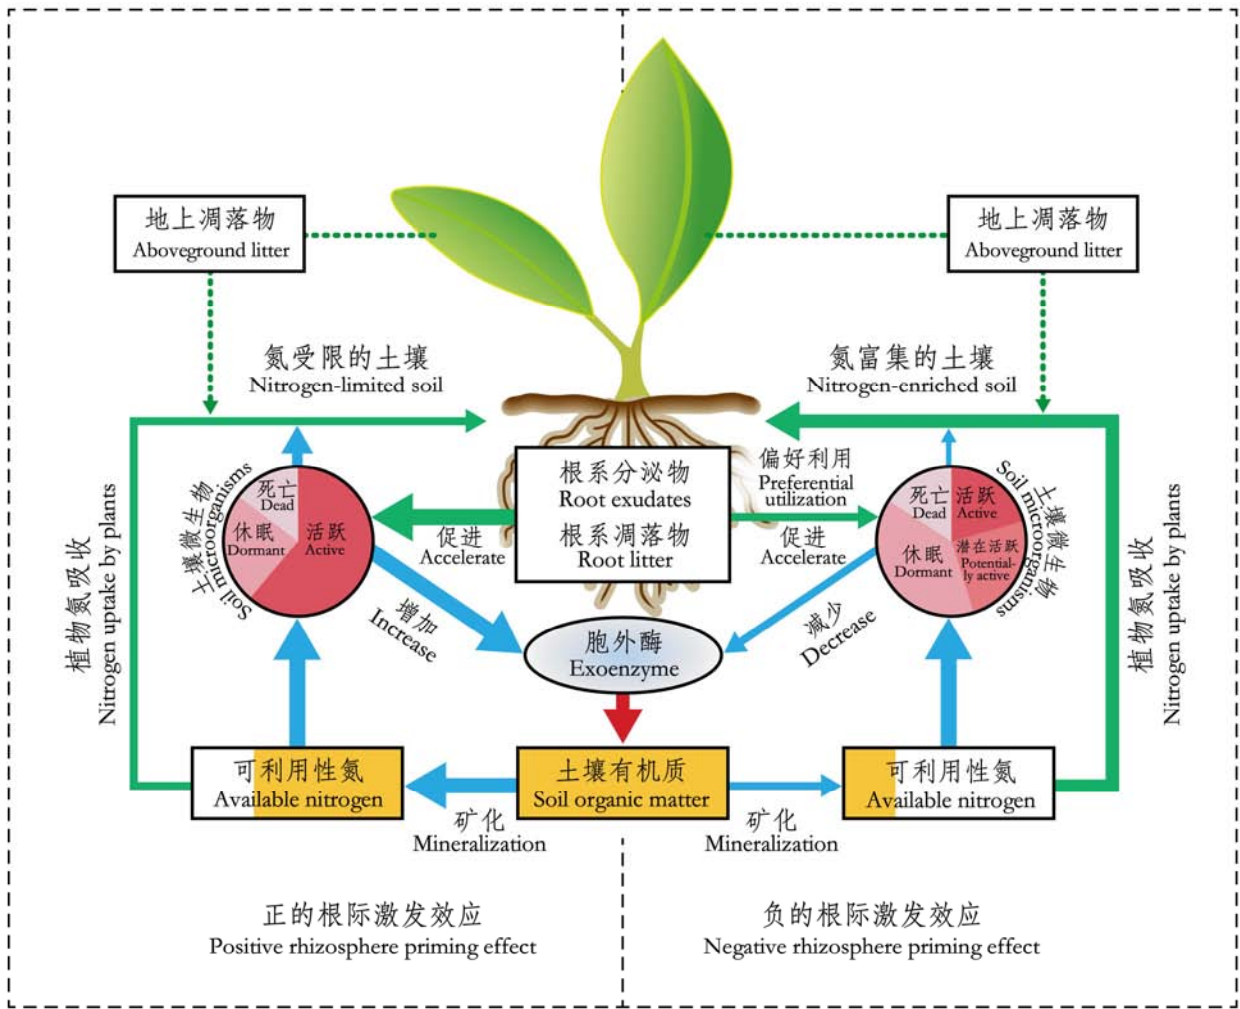 地上凋落物
Aboveground litter
地上凋落物
Aboveground litter
氮受限的土壤
Nitrogen-limited soil
氮富集的土壤
Nitrogen-enriched soil
根系分泌物
Root exudates
根系凋落物
Root litter
偏好利用
Preferential
utilization
促进
Accelerate
促进
Accelerate
土壤微生物
Soil microorganisms
死亡
Dead
休眠
Dormant
活跃
Active
土壤微生物
Soil microorganisms
死亡
Dead
活跃
Active
休眠
Dormant
潜在活跃
Potential-
ly active
植物氮吸收
Nitrogen uptake by plants
植物氮吸收
Nitrogen uptake by plants
增加
Increase
减少
Decrease
胞外酶
Exoenzyme
可利用性氮
Available nitrogen
土壤有机质
Soil organic matter
可利用性氮
Available nitrogen
矿化
Mineralization
矿化
Mineralization
正的根际激发效应
Positive rhizosphere priming effect
负的根际激发效应
Negative rhizosphere priming effect